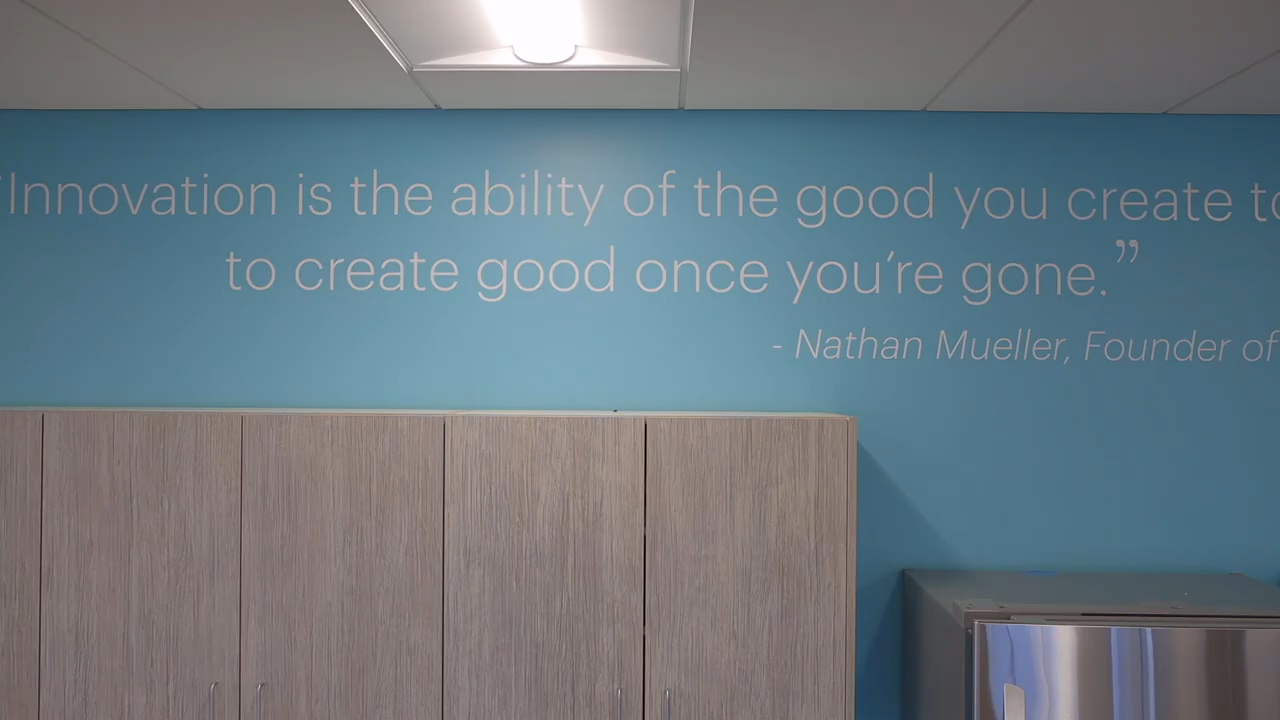 “Innovation is the ability of the good you create to
to create good once you’re gone.”
- Nathan Mueller, Founder of